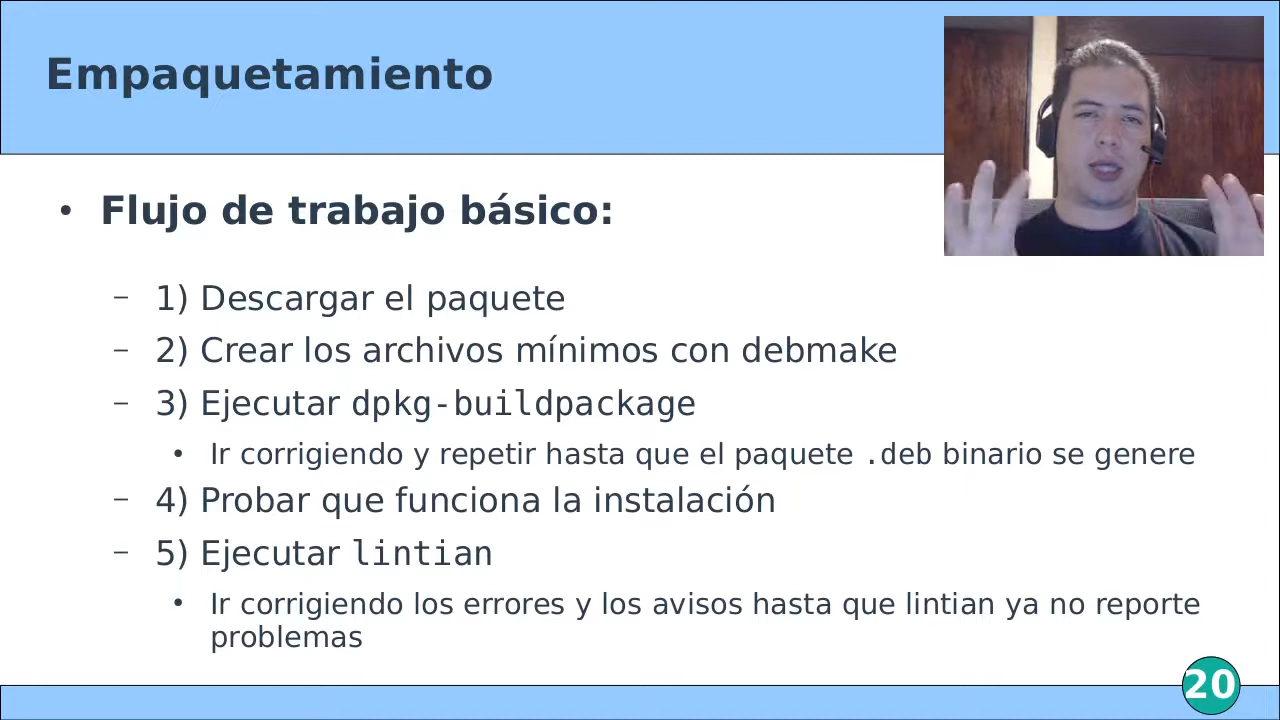 Empaquetamiento
• Flujo de trabajo básico:
– 1) Descargar el paquete
– 2) Crear los archivos mínimos con debmake
– 3) Ejecutar dpkg-buildpackage
• Ir corrigiendo y repetir hasta que el paquete .deb binario se genere
– 4) Probar que funciona la instalación
– 5) Ejecutar lintian
• Ir corrigiendo los errores y los avisos hasta que lintian ya no reporte
problemas
20